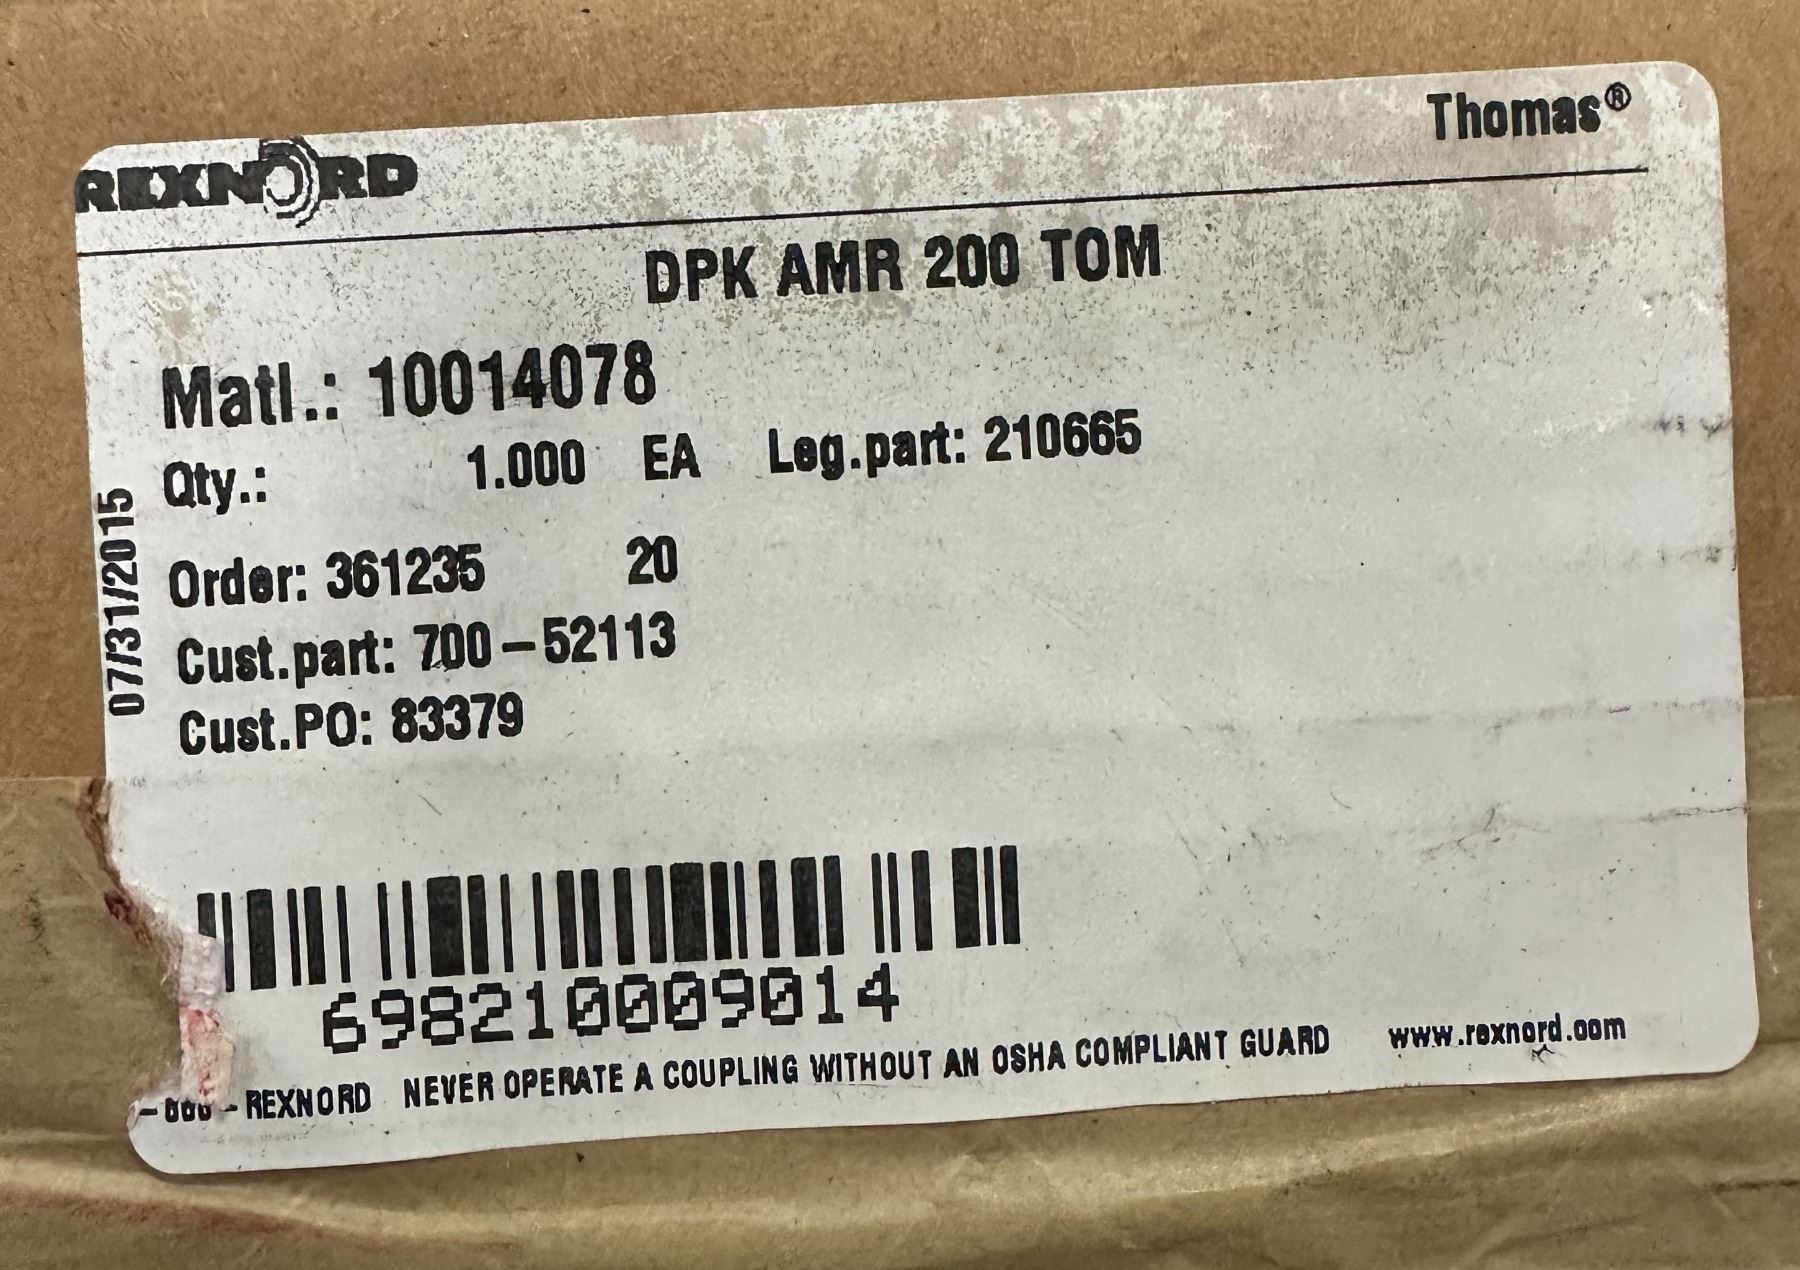 REXNORD Thomas®
DPK AMR 200 TOM
Matl.: 10014078
Qty.: 1.000 EA Leg.part: 210665
Order: 361235 20
Cust.part: 700-52113
Cust.PO: 83379
07/31/2015
698210009014
REXNORD NEVER OPERATE A COUPLING WITHOUT AN OSHA COMPLIANT GUARD www.rexnord.com